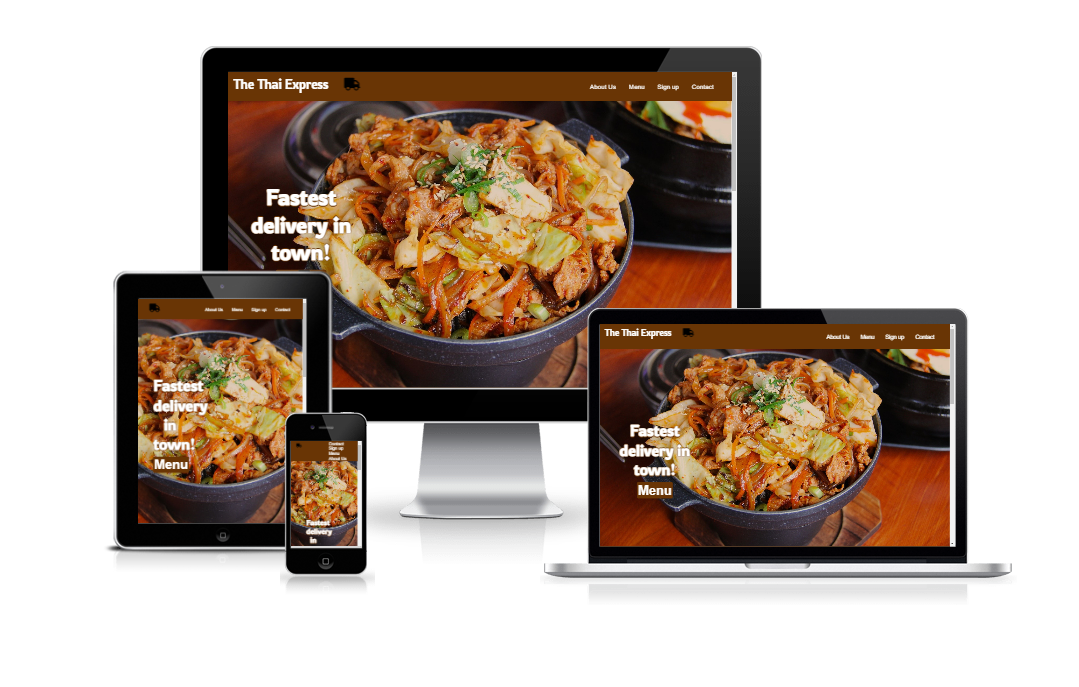 The Thai Express
About Us Menu Sign up Contact
Fastest
delivery in
town!
About Us Menu Sign up Contact
Fastest
delivery
in
town!
Menu
Contact
Sign up
Menu
About Us
Fastest
delivery
in
The Thai Express
About Us Menu Sign up Contact
Fastest
delivery in
town!
Menu